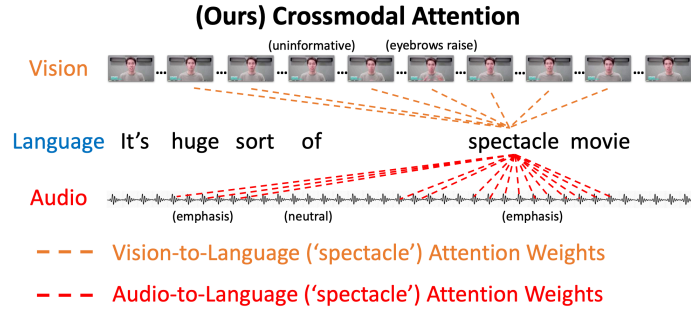 (Ours) Crossmodal Attention
(uninformative) (eyebrows raise)
Vision ... ... ... ... ... ... ... ... ...
Language It's huge sort of spectacle movie
Audio
(emphasis) (neutral) (emphasis)
Vision-to-Language ('spectacle') Attention Weights
Audio-to-Language ('spectacle') Attention Weights